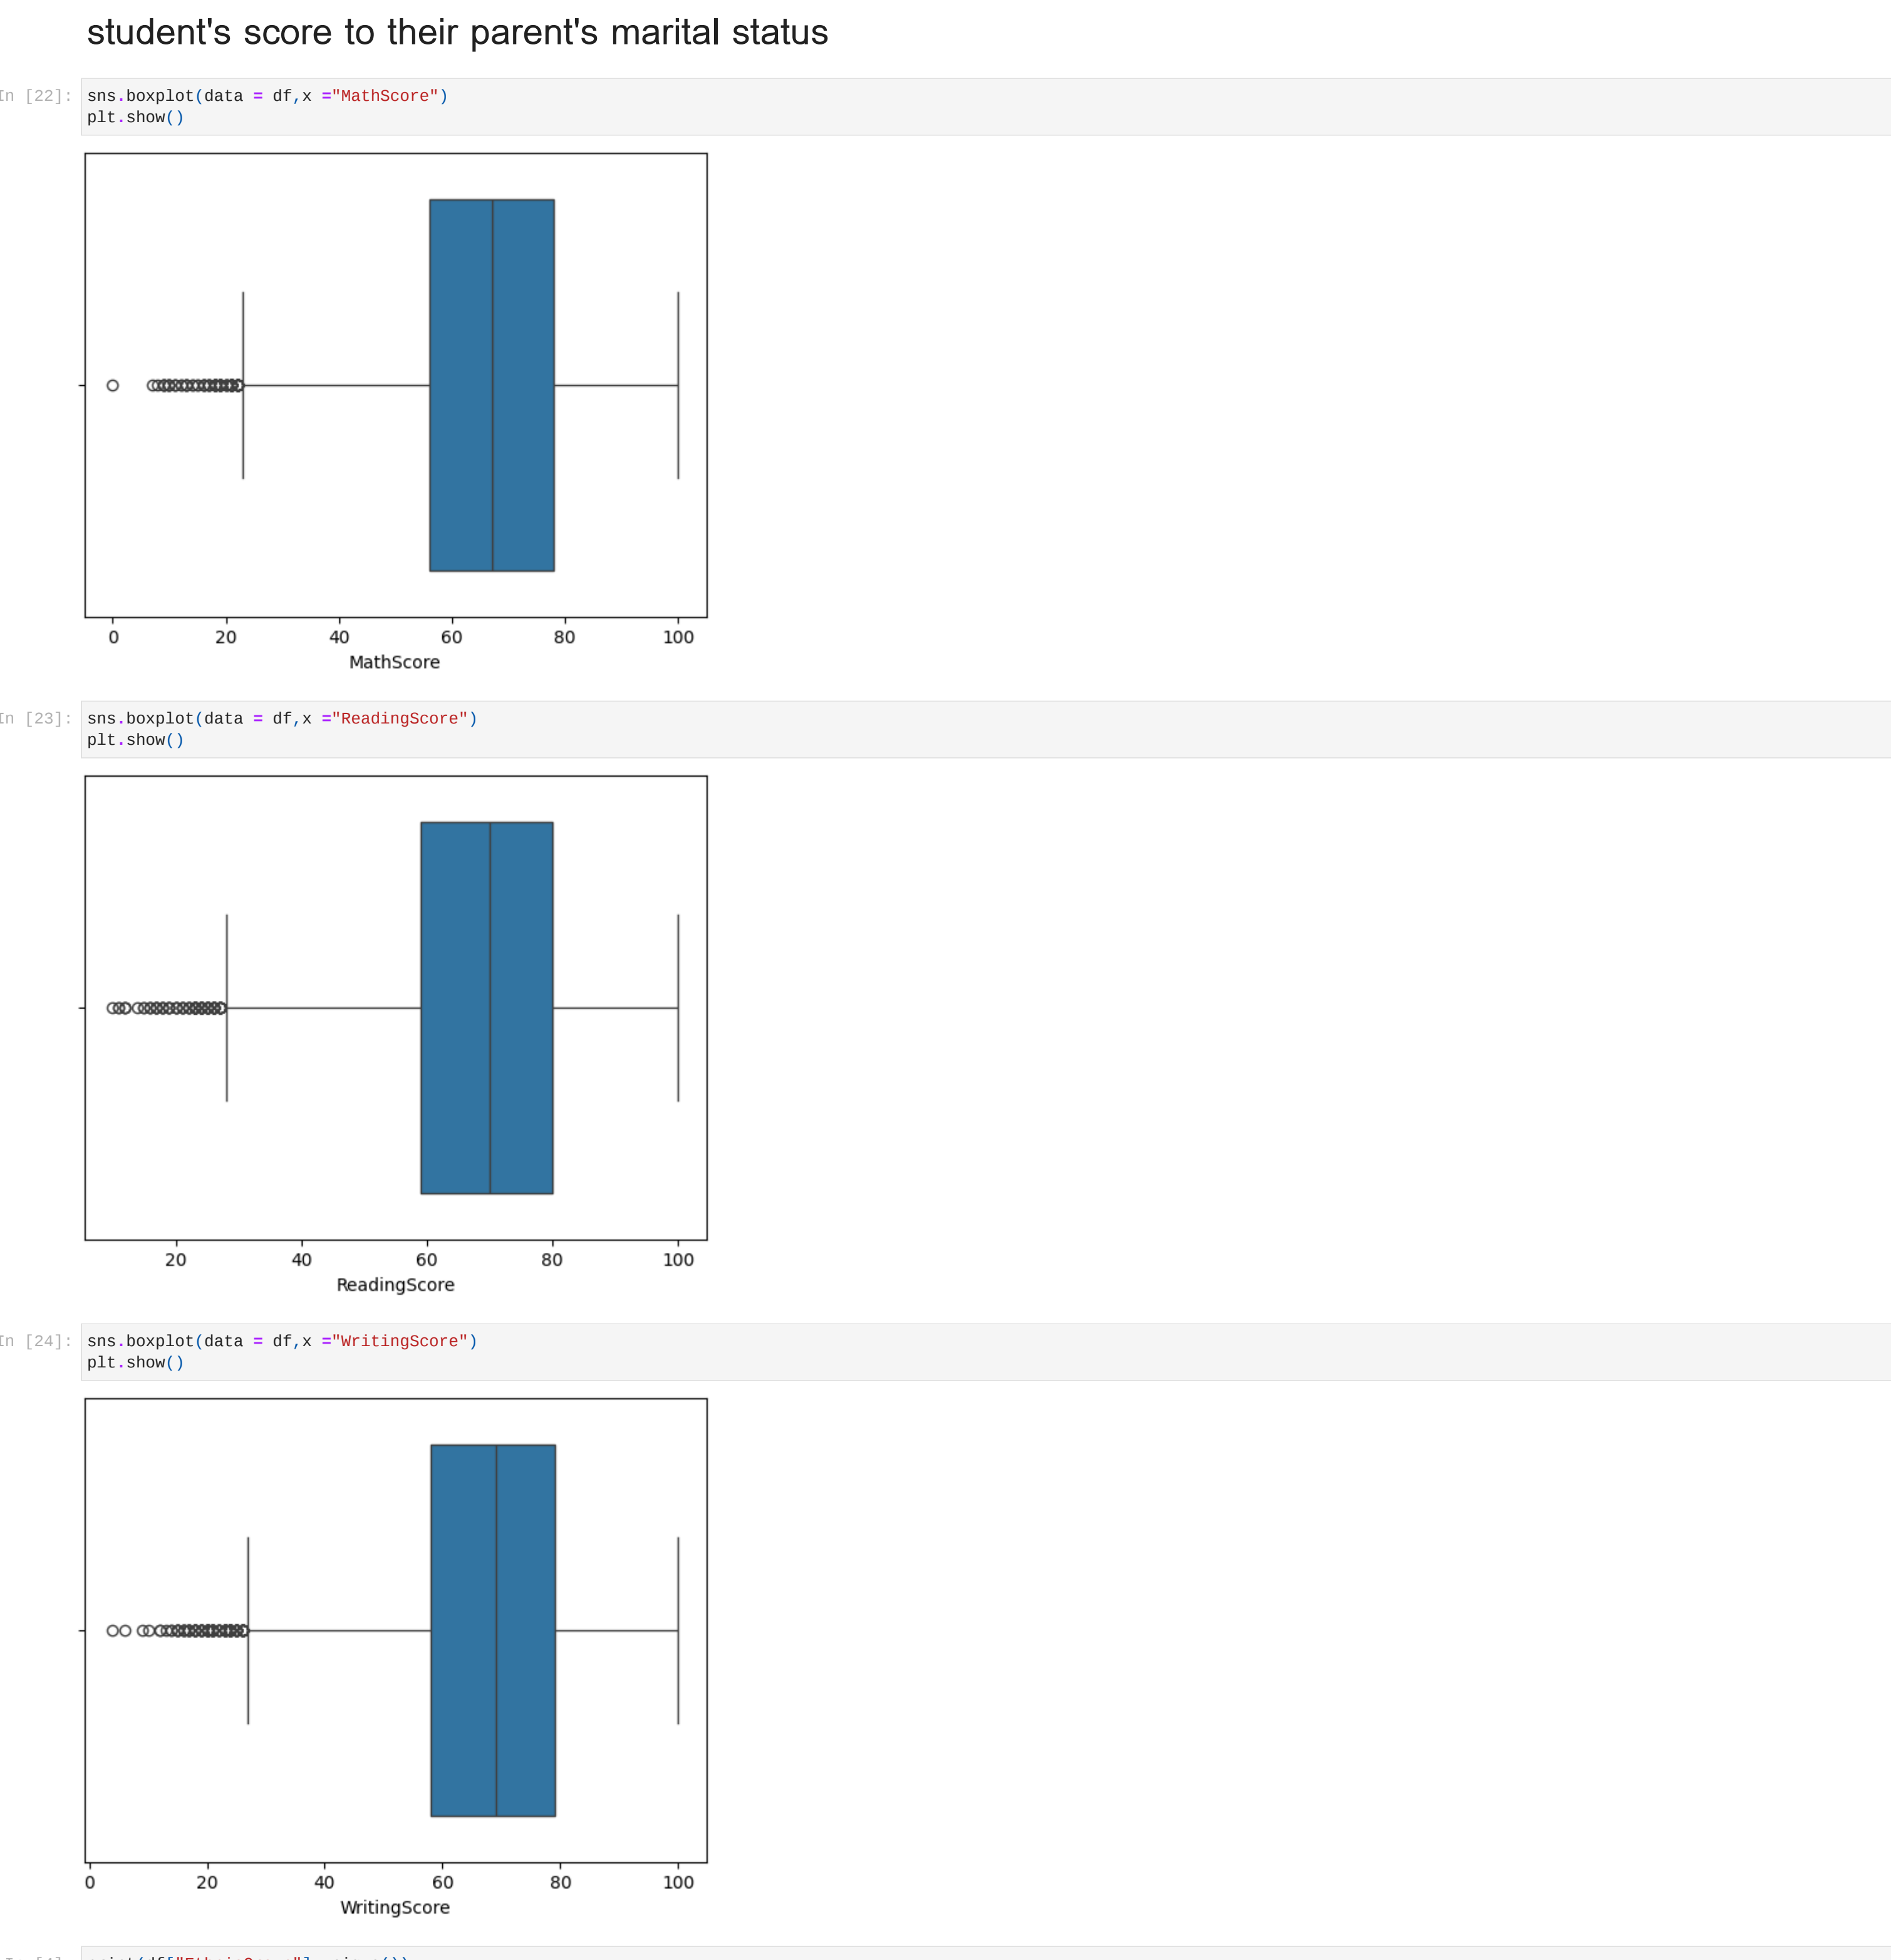 student's score to their parent's marital status
In [22]:
sns.boxplot(data = df,x ="MathScore")
plt.show()
0 20 40 60 80 100
MathScore
In [23]:
sns.boxplot(data = df,x ="ReadingScore")
plt.show()
20 40 60 80 100
ReadingScore
In [24]:
sns.boxplot(data = df,x ="WritingScore")
plt.show()
0 20 40 60 80 100
WritingScore